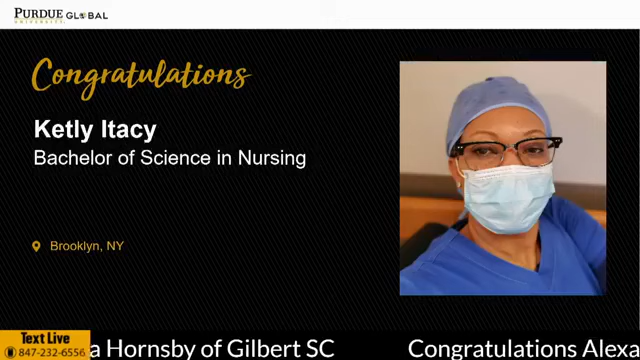 PURDUE GLOBAL
UNIVERSITY
Congratulations
Ketly Itacy
Bachelor of Science in Nursing
Brooklyn, NY
Text Live
847-232-6556
a Hornsby of Gilbert SC
Congratulations Alexa